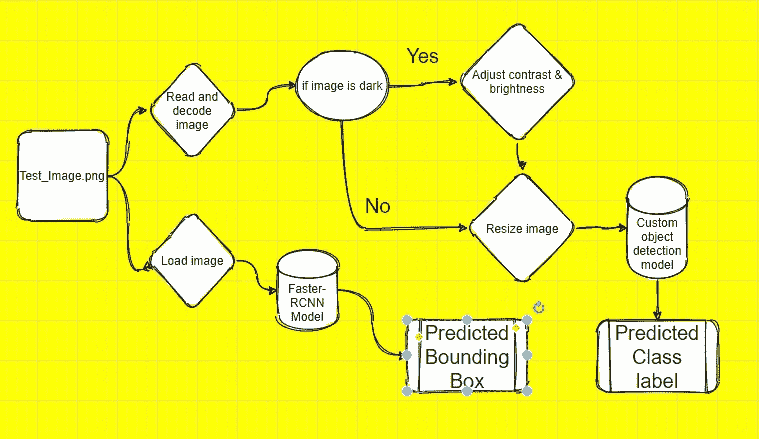 Test_Image.png
Read and
decode
image
if image is dark
Yes
Adjust contrast &
brightness
No
Resize image
Custom
object
detection
model
Load image
Faster-
RCNN
Model
Predicted
Bounding
Box
Predicted
Class
label